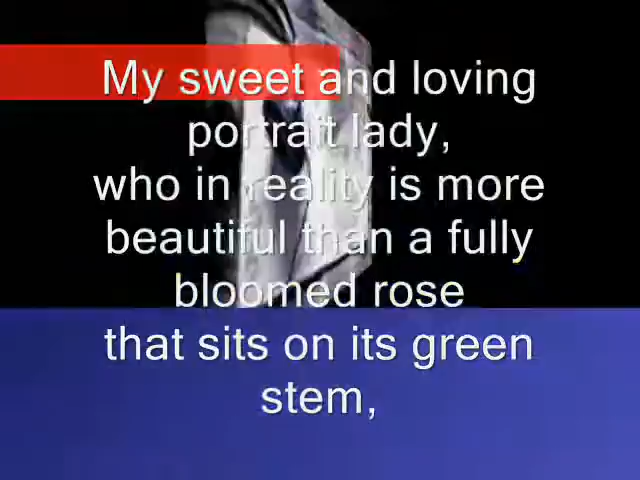 My sweet and loving
portrait lady,
who in reality is more
beautiful than a fully
bloomed rose
that sits on its green
stem,